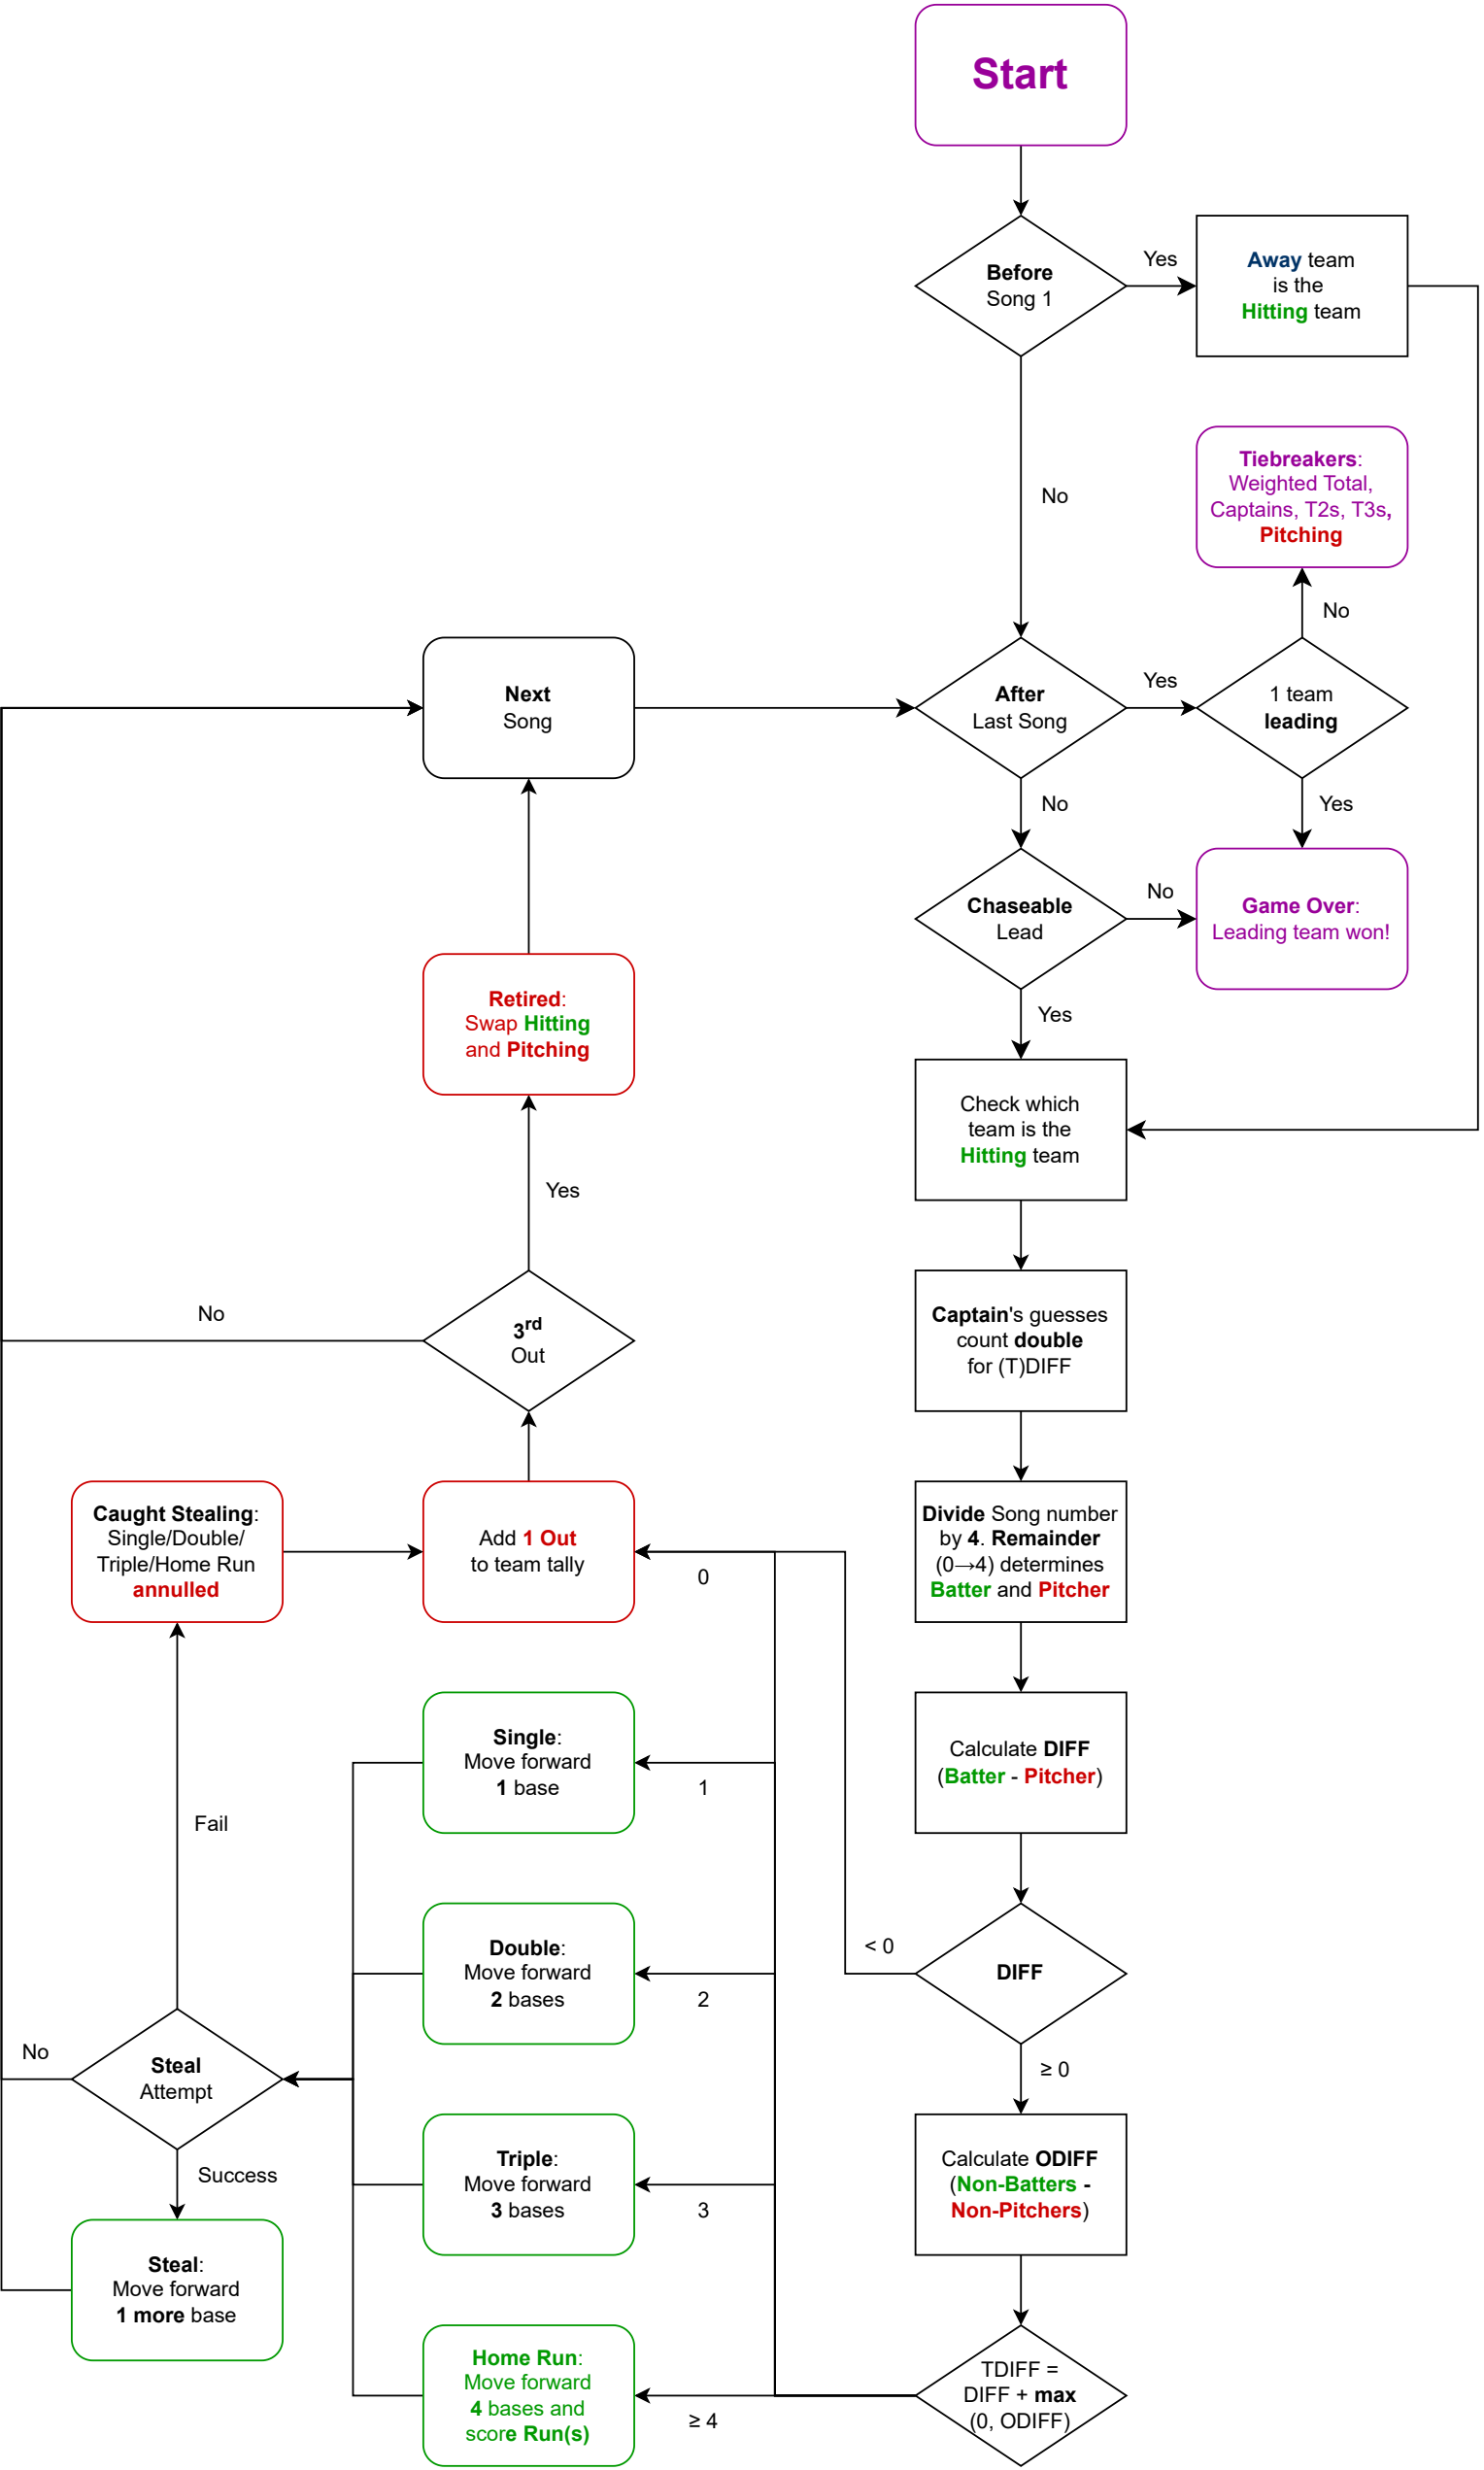 Start
Before
Song 1
Yes
Away team
is the
Hitting team
No
Tiebreakers:
Weighted Total,
Captains, T2s, T3s,
Pitching
No
Next
Song
After
Last Song
Yes
1 team
leading
No
Yes
Chaseable
Lead
No
Game Over:
Leading team won!
Retired:
Swap Hitting
and Pitching
Yes
Check which
team is the
Hitting team
Yes
No
3rd
Out
Captain's guesses
count double
for (T)DIFF
Caught Stealing:
Single/Double/
Triple/Home Run
annulled
Add 1 Out
to team tally
0
Divide Song number
by 4. Remainder
(0→4) determines
Batter and Pitcher
Single:
Move forward
1 base
1
Calculate DIFF
(Batter - Pitcher)
Fail
Double:
Move forward
2 bases
2
< 0
DIFF
≥ 0
No
Steal
Attempt
Success
Triple:
Move forward
3 bases
3
Calculate ODIFF
(Non-Batters -
Non-Pitchers)
Steal:
Move forward
1 more base
Home Run:
Move forward
4 bases and
score Run(s)
≥ 4
TDIFF =
DIFF + max
(0, ODIFF)